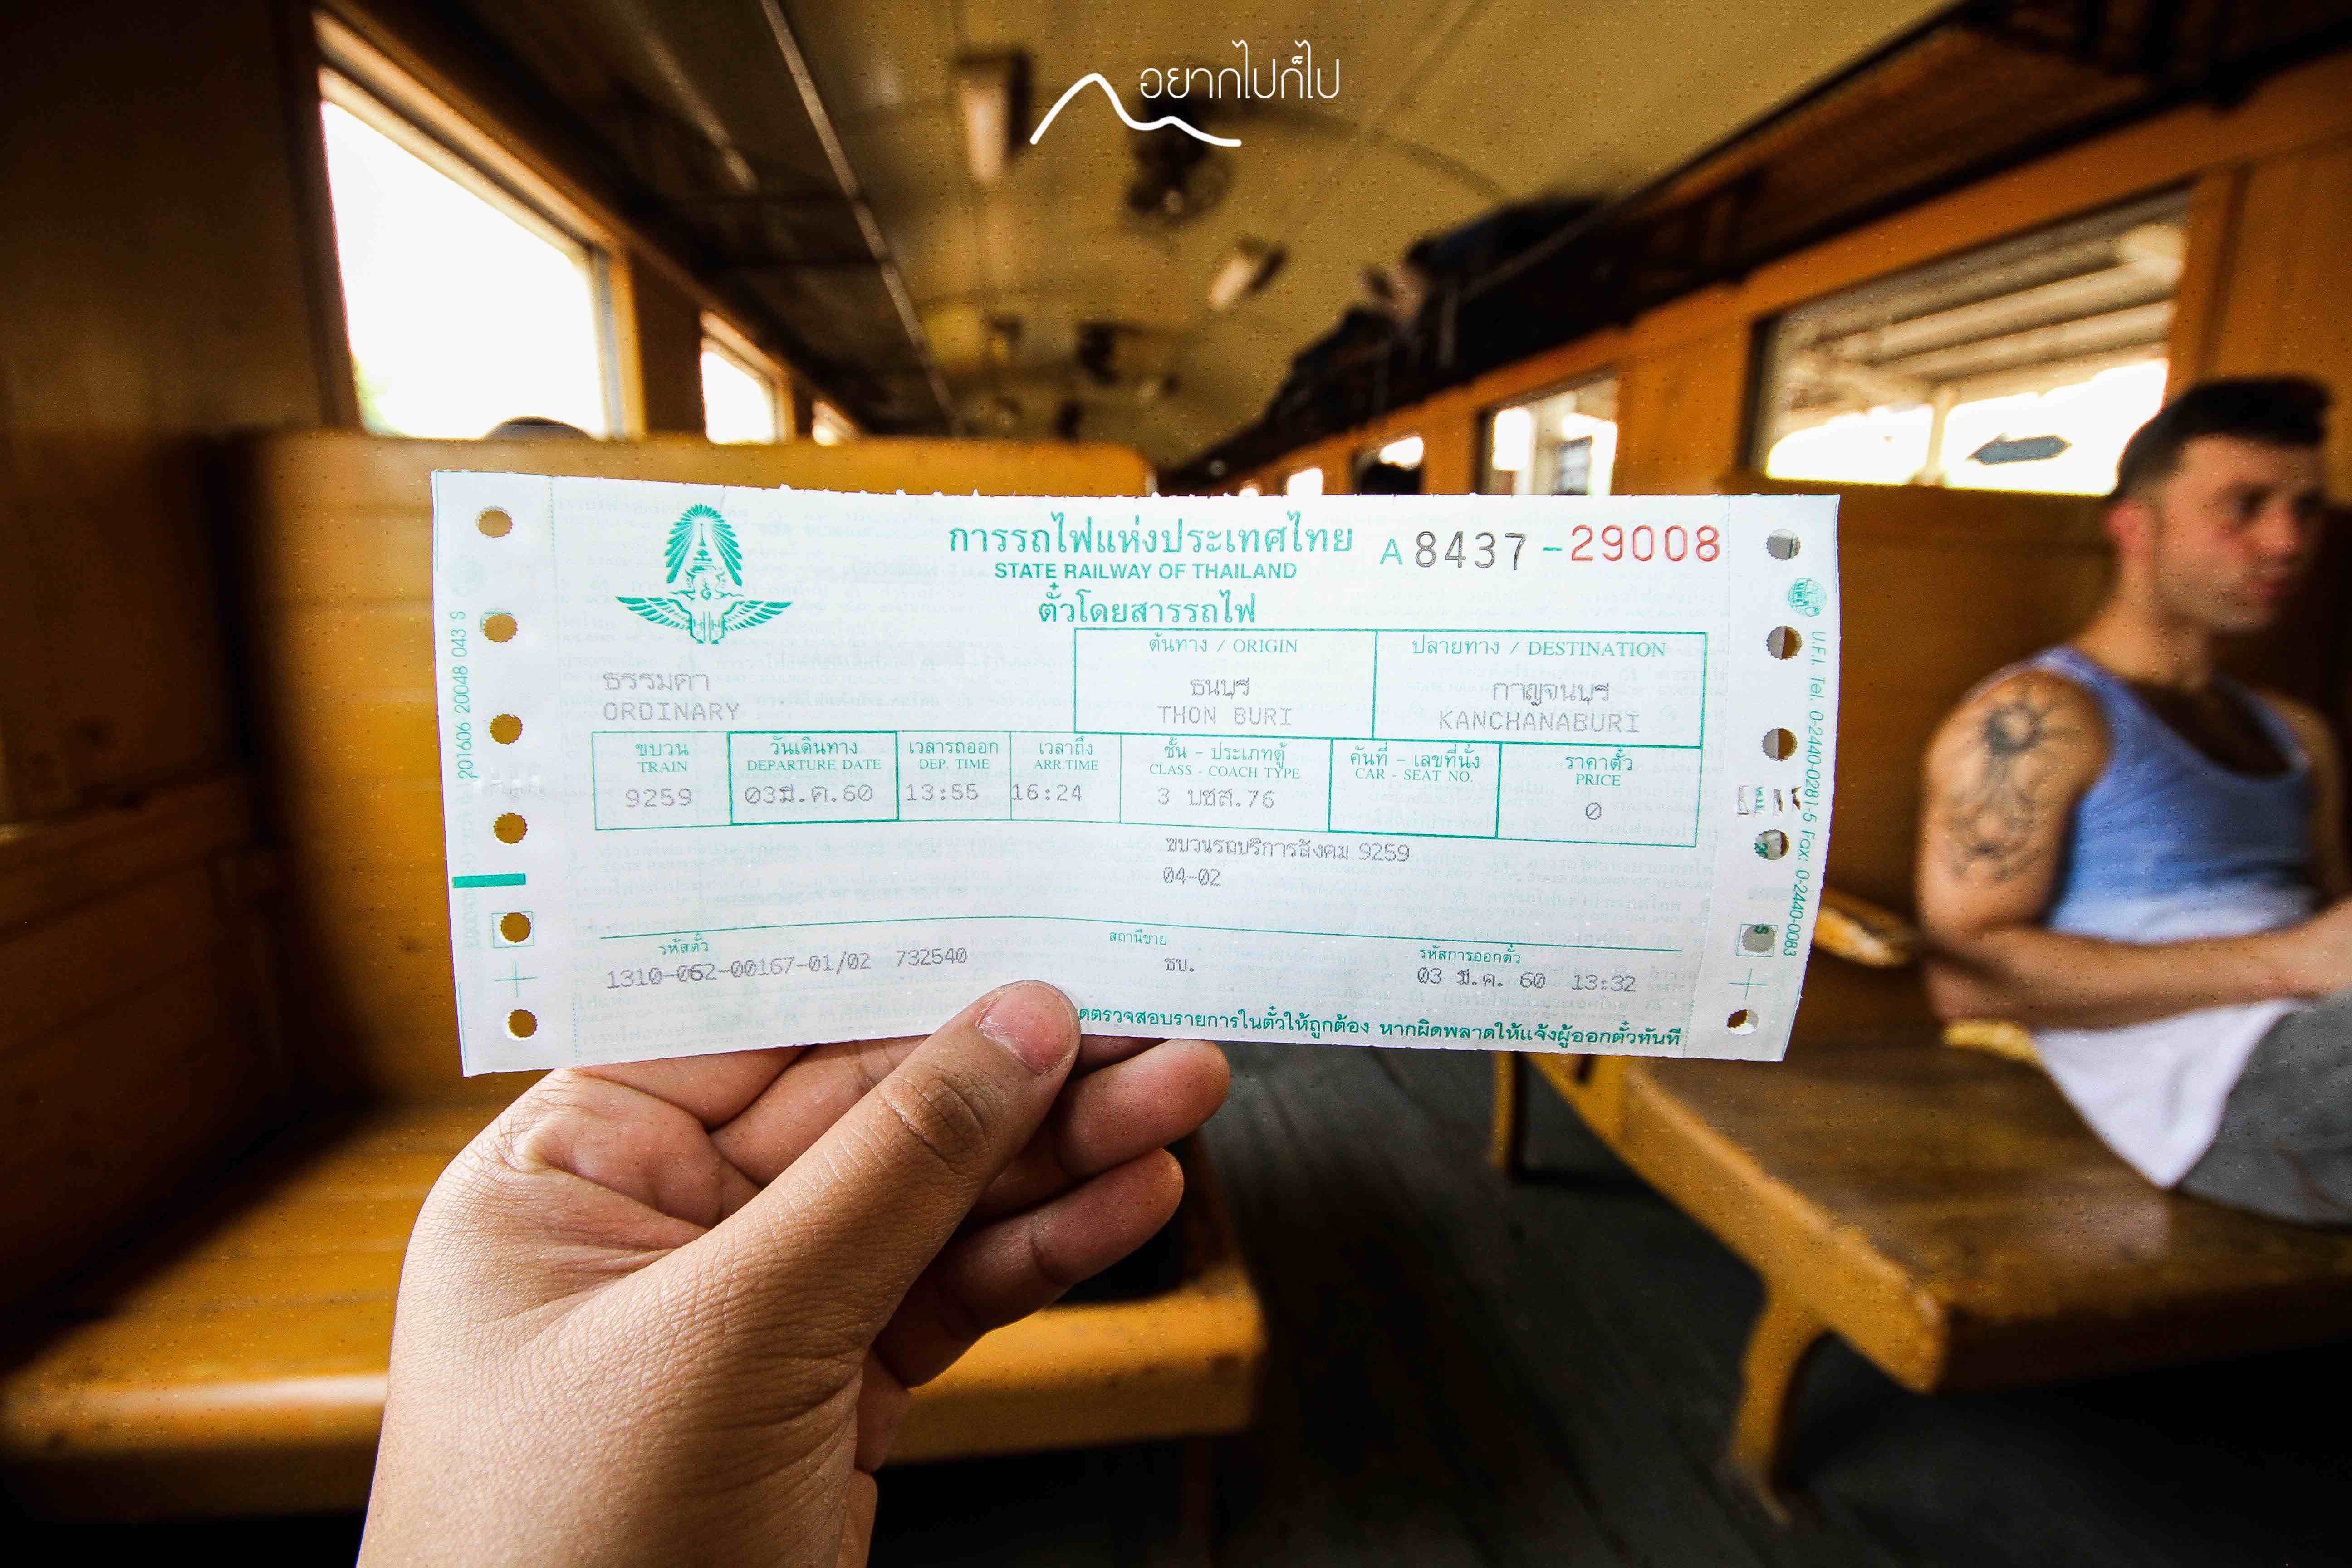 อยากไปก็ไป
การรถไฟแห่งประเทศไทย A 8437-29008
STATE RAILWAY OF THAILAND
ตั๋วโดยสารรถไฟ
ต้นทาง / ORIGIN ปลายทาง / DESTINATION
ธรรมดา ธนบุรี กาญจนบุรี
ORDINARY THON BURI KANCHANABURI
ขบวน วันเดินทาง เวลารถออก เวลาถึง ชั้น - ประเภทตู้ คันที่ - เลขที่นั่ง ราคาตั๋ว
TRAIN DEPARTURE DATE DEP. TIME ARR.TIME CLASS - COACH TYPE CAR - SEAT NO. PRICE
9259 03มี.ค.60 13:55 16:24 3 บชส.76 0
ขบวนรถบริการสังคม 9259
04-02
รหัสตั๋ว สถานีขาย รหัสการออกตั๋ว
1310-062-00167-01/02 732540 ธบ. 03 มี.ค. 60 13:32
ตรวจสอบรายการในตั๋วให้ถูกต้อง หากผิดพลาดให้แจ้งผู้ออกตั๋วทันที
201606 20048 043 S
U.F.I. Tel. 0-2440-0281-5 Fax. 0-2440-0083